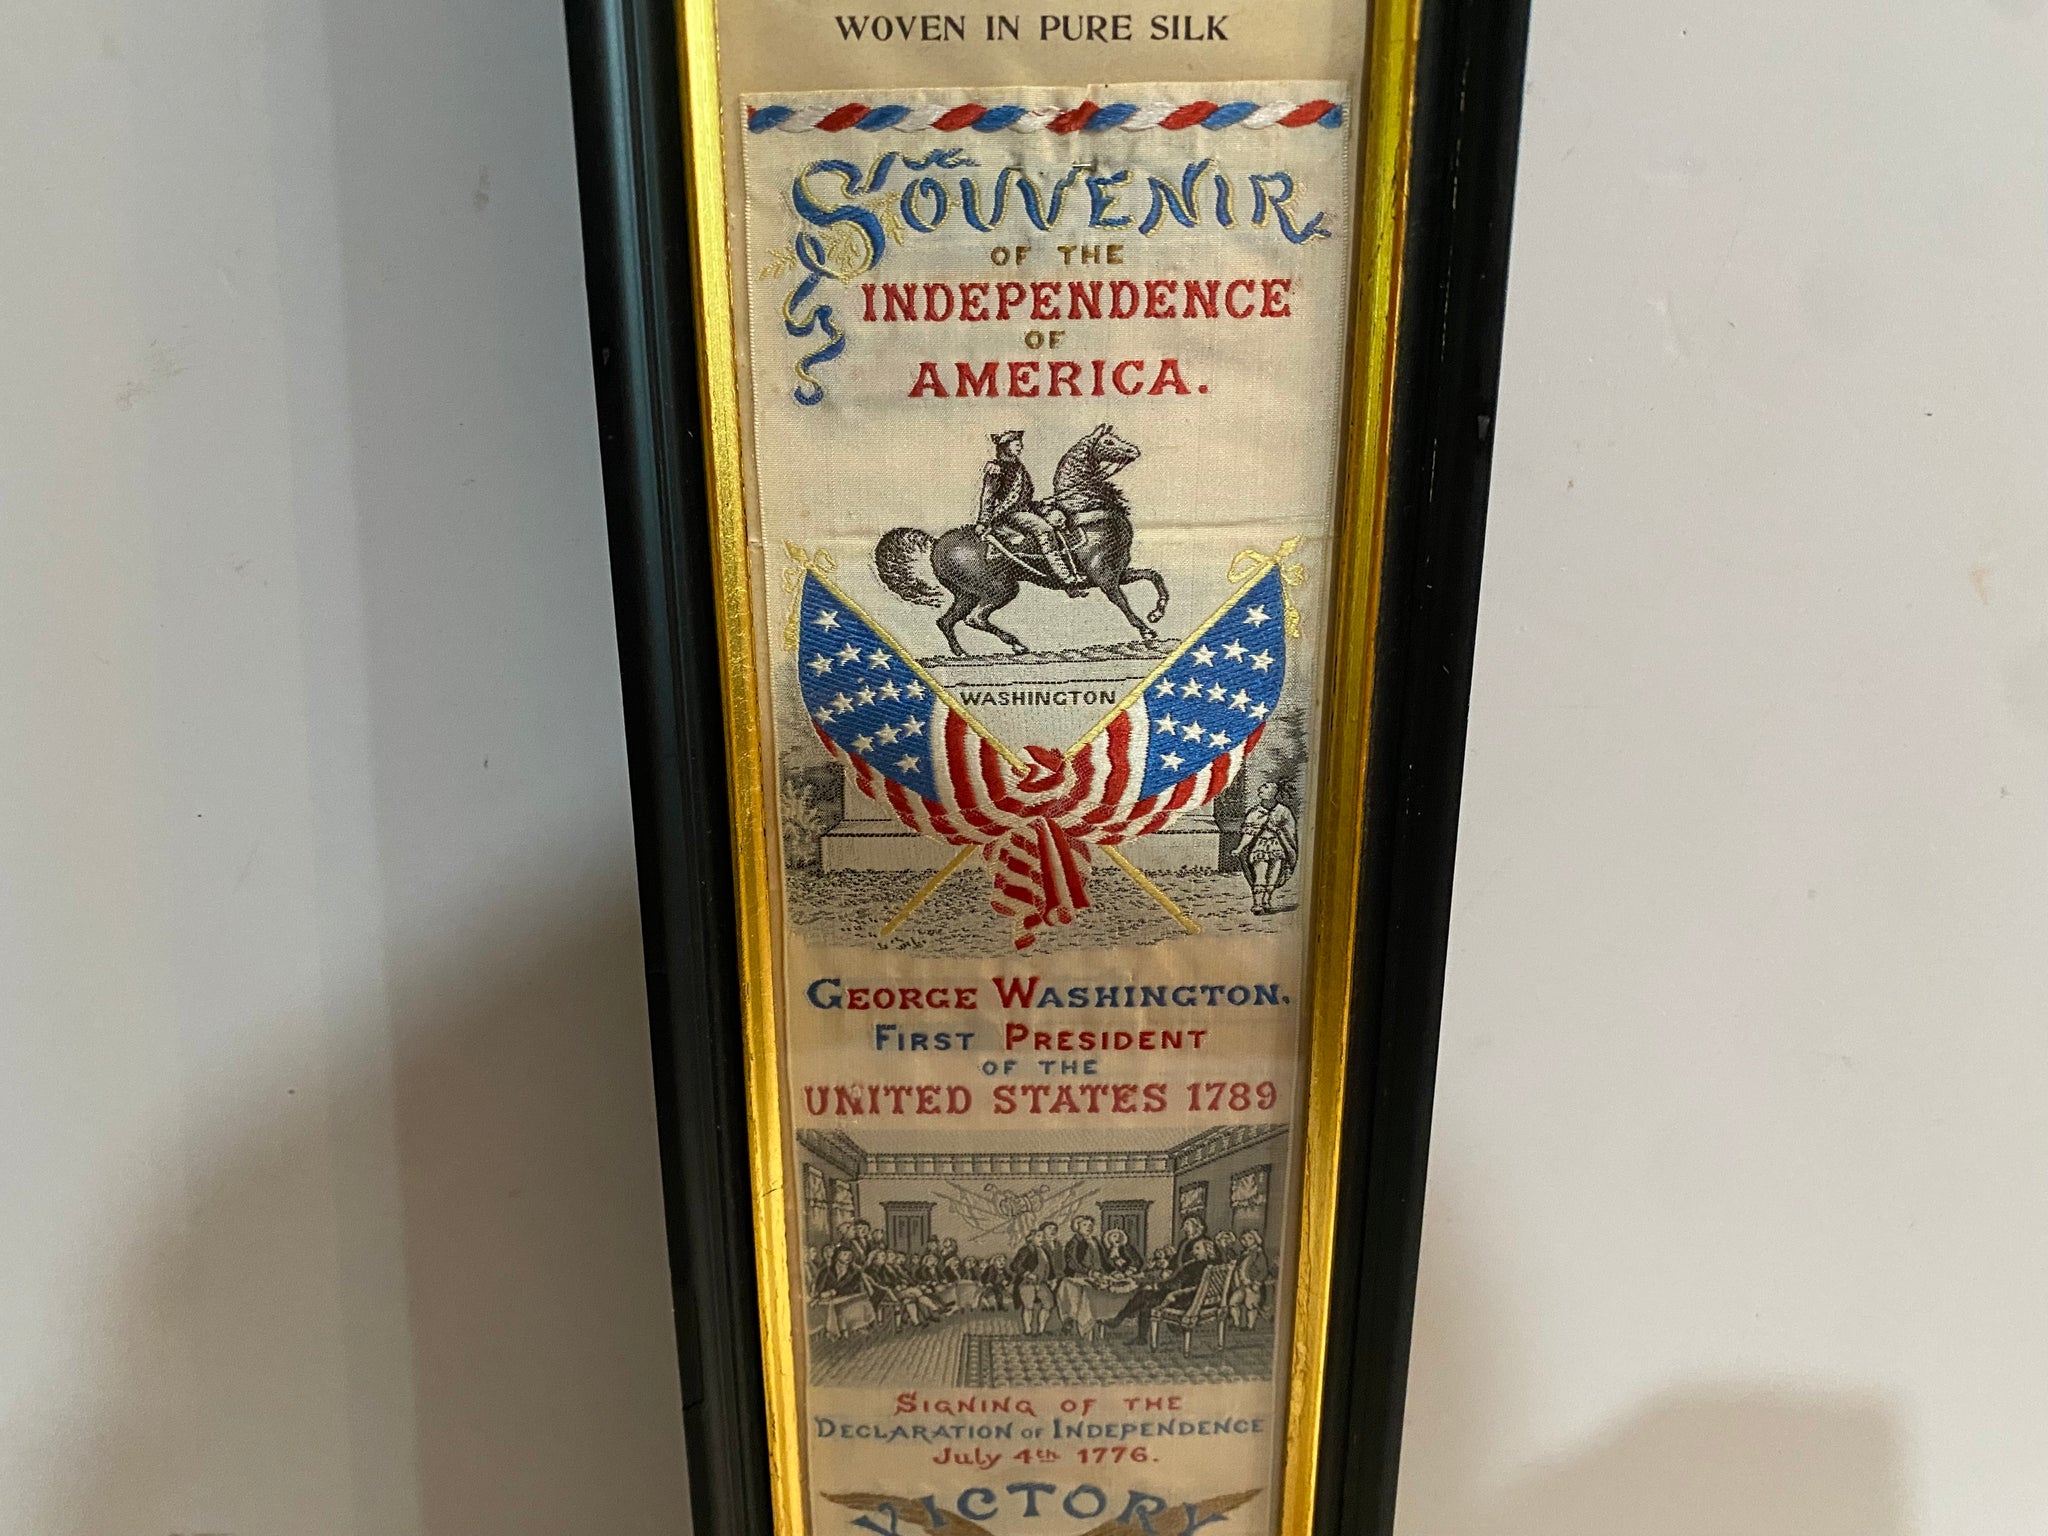 WOVEN IN PURE SILK
SOUVENIR
OF THE
INDEPENDENCE
OF
AMERICA.
WASHINGTON
GEORGE WASHINGTON.
FIRST PRESIDENT
OF THE
UNITED STATES 1789
SIGNING OF THE
DECLARATION OF INDEPENDENCE
July 4th 1776.
VICTORY